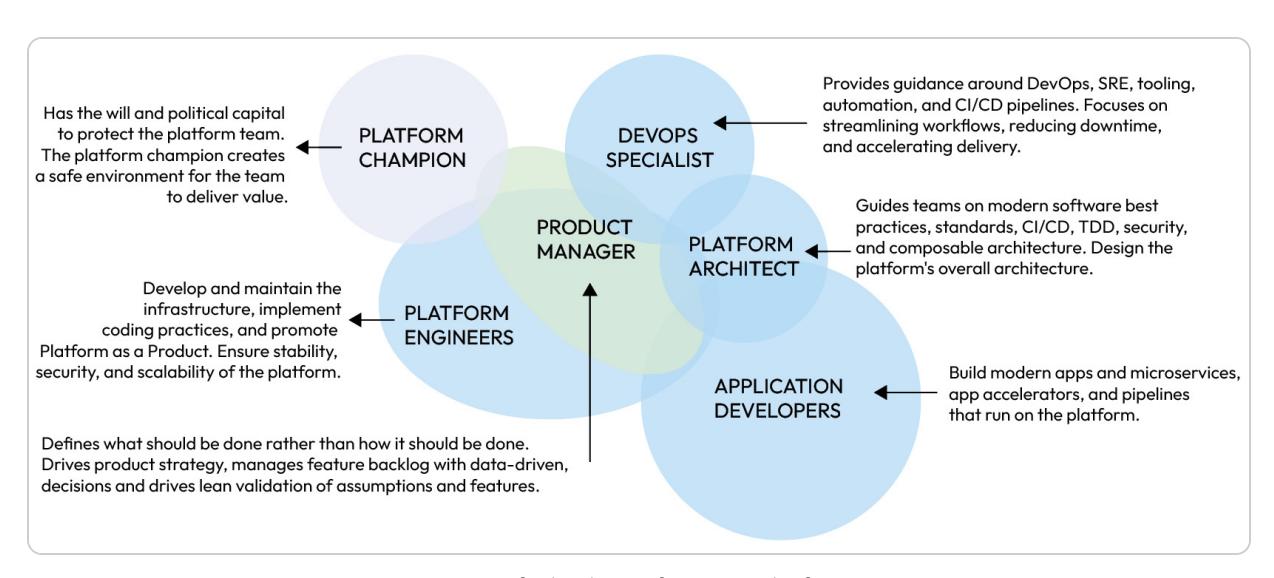 Has the will and political capital
to protect the platform team.
The platform champion creates
a safe environment for the team
to deliver value.
PLATFORM
CHAMPION
DEVOPS
SPECIALIST
Provides guidance around DevOps, SRE, tooling,
automation, and CI/CD pipelines. Focuses on
streamlining workflows, reducing downtime,
and accelerating delivery.
PRODUCT
MANAGER
PLATFORM
ARCHITECT
Guides teams on modern software best
practices, standards, CI/CD, TDD, security,
and composable architecture. Design the
platform's overall architecture.
Develop and maintain the
infrastructure, implement
coding practices, and promote
Platform as a Product. Ensure stability,
security, and scalability of the platform.
PLATFORM
ENGINEERS
APPLICATION
DEVELOPERS
Build modern apps and microservices,
app accelerators, and pipelines
that run on the platform.
Defines what should be done rather than how it should be done.
Drives product strategy, manages feature backlog with data-driven,
decisions and drives lean validation of assumptions and features.